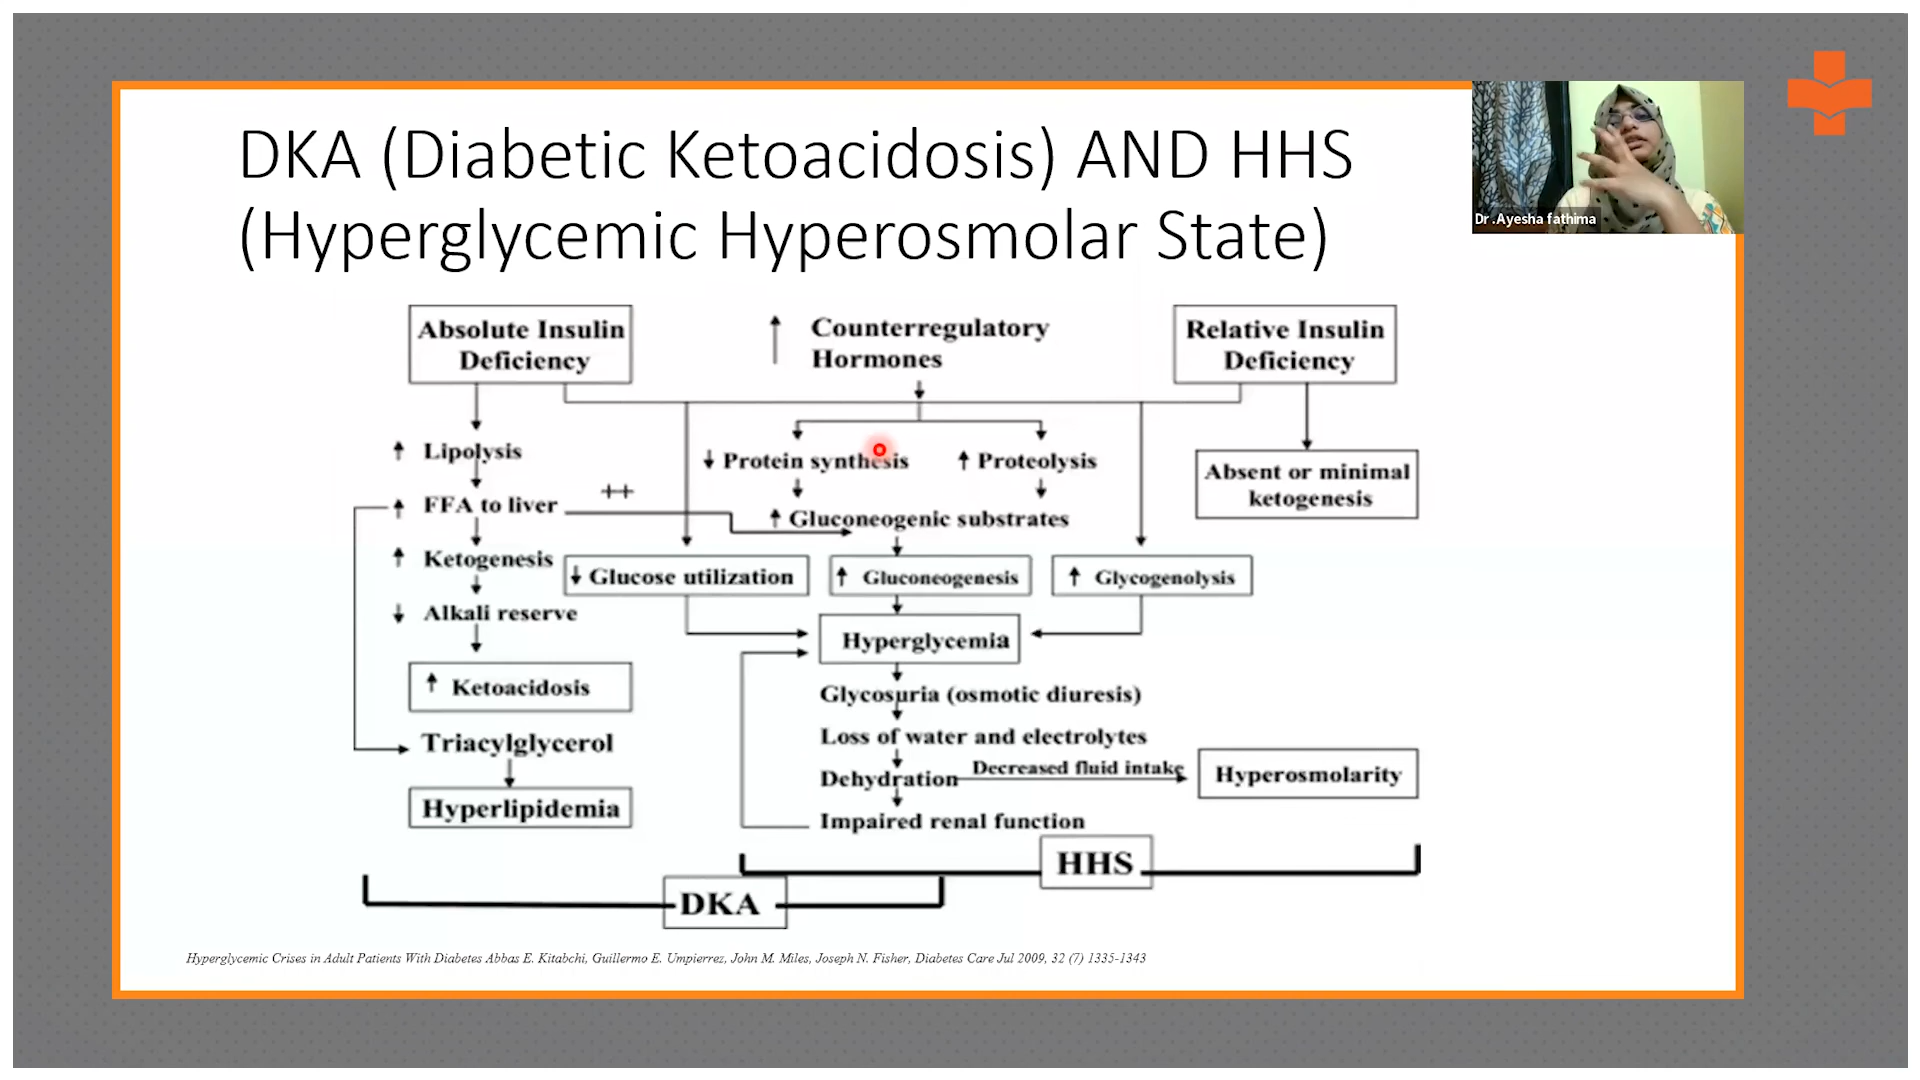 DKA (Diabetic Ketoacidosis) AND HHS
(Hyperglycemic Hyperosmolar State)
Dr .Ayesha fathima
Absolute Insulin
Deficiency
↑ Counterregulatory
Hormones
Relative Insulin
Deficiency
↑ Lipolysis
↓ Protein synthesis
↑ Proteolysis
Absent or minimal
ketogenesis
↑ FFA to liver
++
↑ Gluconeogenic substrates
↑ Ketogenesis
↓ Glucose utilization
↑ Gluconeogenesis
↑ Glycogenolysis
↓ Alkali reserve
Hyperglycemia
↑ Ketoacidosis
Glycosuria (osmotic diuresis)
Triacylglycerol
Loss of water and electrolytes
Dehydration
Decreased fluid intake
Hyperosmolarity
Hyperlipidemia
Impaired renal function
HHS
DKA
Hyperglycemic Crises in Adult Patients With Diabetes Abbas E. Kitabchi, Guillermo E. Umpierrez, John M. Miles, Joseph N. Fisher, Diabetes Care Jul 2009, 32 (7) 1335-1343